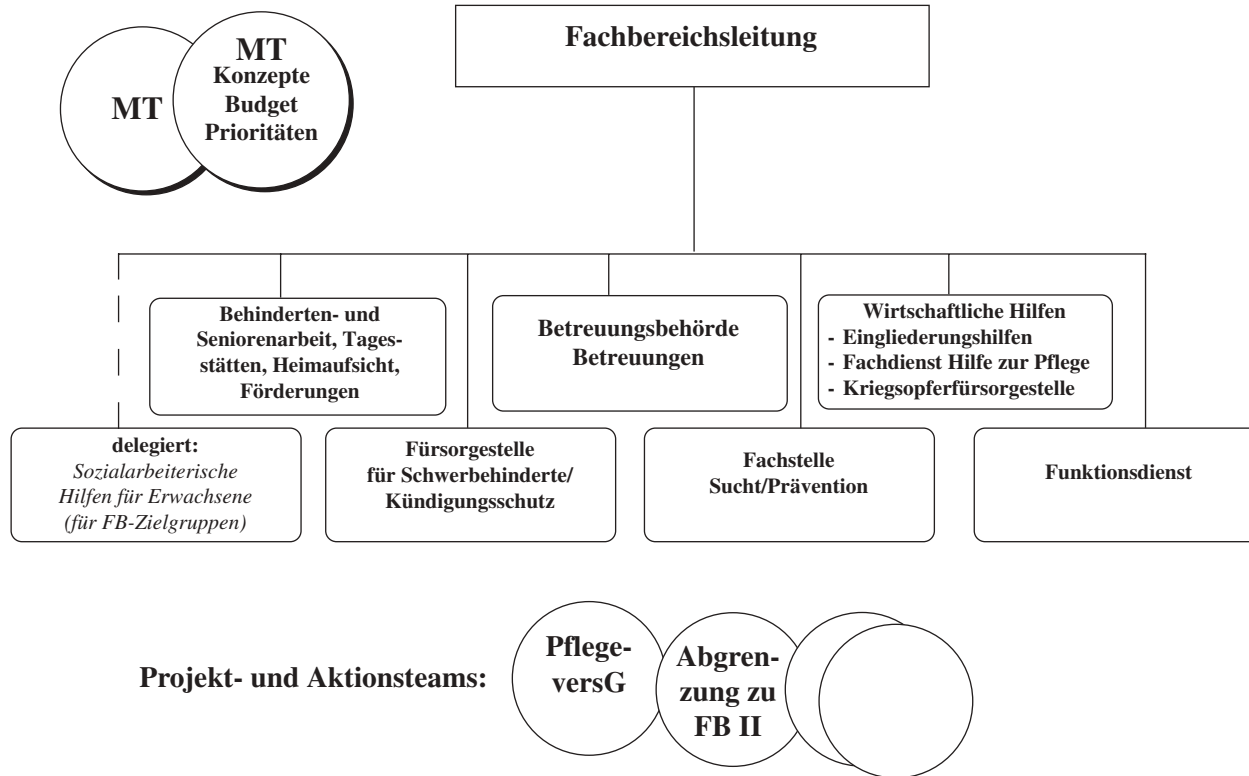 MT
MT
Konzepte
Budget
Prioritäten
Fachbereichsleitung
Behinderten- und
Seniorenarbeit, Tages-
stätten, Heimaufsicht,
Förderungen
Betreuungsbehörde
Betreuungen
Wirtschaftliche Hilfen
- Eingliederungshilfen
- Fachdienst Hilfe zur Pflege
- Kriegsopferfürsorgestelle
delegiert:
Sozialarbeiterische
Hilfen für Erwachsene
(für FB-Zielgruppen)
Fürsorgestelle
für Schwerbehinderte/
Kündigungsschutz
Fachstelle
Sucht/Prävention
Funktionsdienst
Projekt- und Aktionsteams:
Pflege-
versG
Abgren-
zung zu
FB II